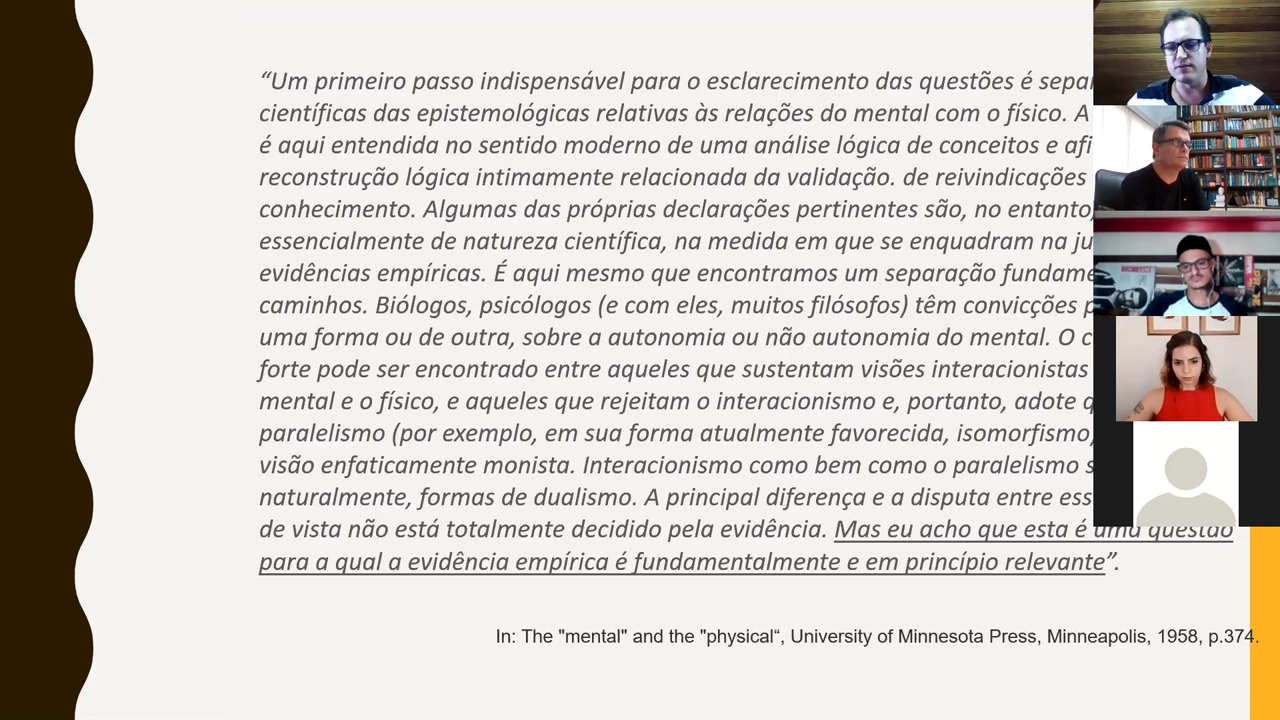 “Um primeiro passo indispensável para o esclarecimento das questões é
científicas das epistemológicas relativas às relações do mental com o físico. A
é aqui entendida no sentido moderno de uma análise lógica de conceitos e
reconstrução lógica intimamente relacionada da validação. de reivindicações
conhecimento. Algumas das próprias declarações pertinentes são, no entanto,
essencialmente de natureza científica, na medida em que se enquadram na
evidências empíricas. É aqui mesmo que encontramos um separação
caminhos. Biólogos, psicólogos (e com eles, muitos filósofos) têm convicções
uma forma ou de outra, sobre a autonomia ou não autonomia do mental. O
forte pode ser encontrado entre aqueles que sustentam visões interacionistas
mental e o físico, e aqueles que rejeitam o interacionismo e, portanto, adote
paralelismo (por exemplo, em sua forma atualmente favorecida, isomorfismo,
visão enfaticamente monista. Interacionismo como bem como o paralelismo
naturalmente, formas de dualismo. A principal diferença e a disputa entre
de vista não está totalmente decidido pela evidência. Mas eu acho que esta é uma questão
para a qual a evidência empírica é fundamentalmente e em princípio relevante”.
In: The "mental" and the "physical“, University of Minnesota Press, Minneapolis, 1958, p.374.